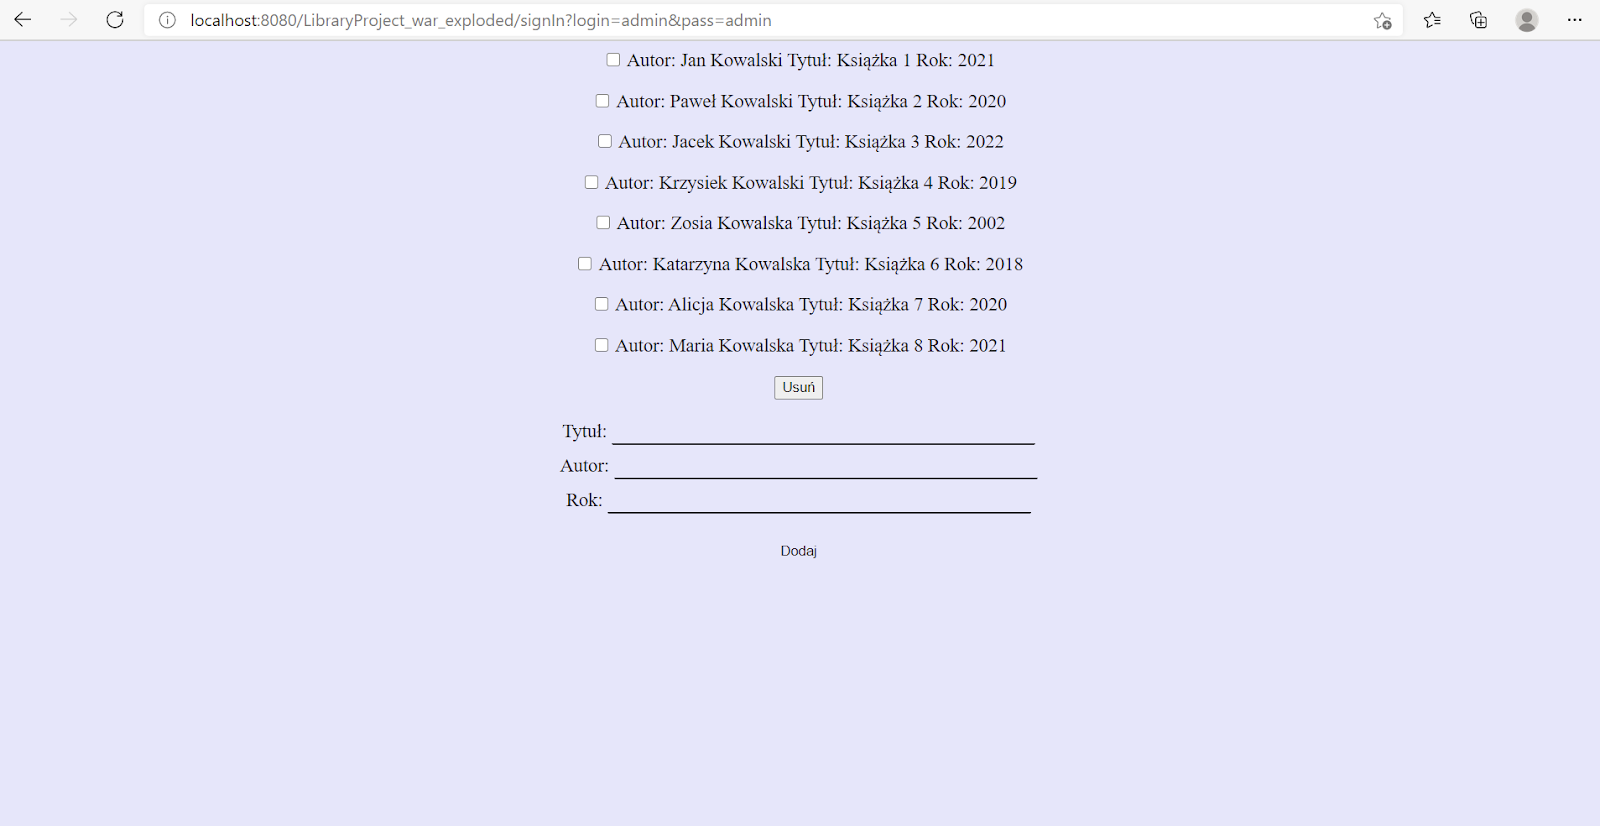 localhost:8080/LibraryProject_war_exploded/signIn?login=admin&pass=admin
Autor: Jan Kowalski Tytuł: Książka 1 Rok: 2021
Autor: Paweł Kowalski Tytuł: Książka 2 Rok: 2020
Autor: Jacek Kowalski Tytuł: Książka 3 Rok: 2022
Autor: Krzysiek Kowalski Tytuł: Książka 4 Rok: 2019
Autor: Zosia Kowalska Tytuł: Książka 5 Rok: 2002
Autor: Katarzyna Kowalska Tytuł: Książka 6 Rok: 2018
Autor: Alicja Kowalska Tytuł: Książka 7 Rok: 2020
Autor: Maria Kowalska Tytuł: Książka 8 Rok: 2021
Usuń
Tytuł:
Autor:
Rok:
Dodaj